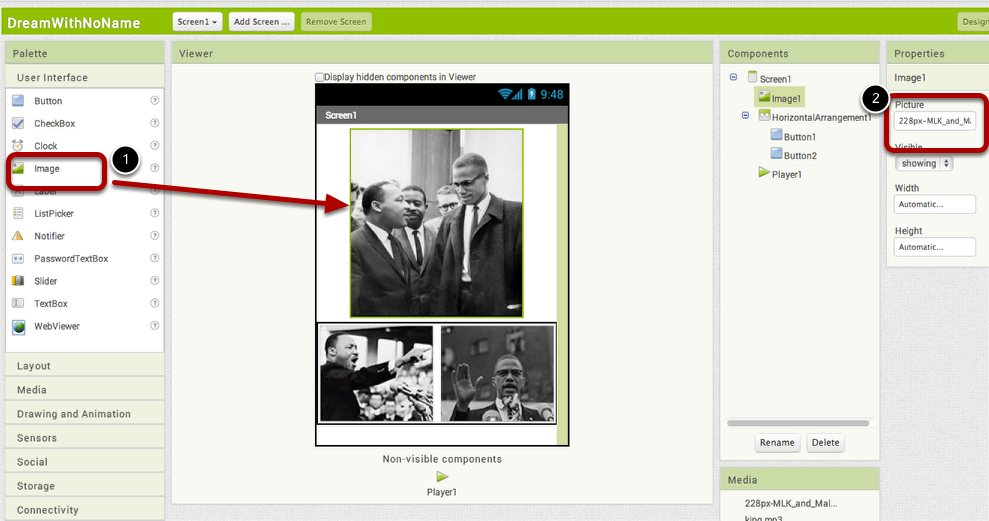 DreamWithNoName
Screen1
Add Screen ...
Remove Screen
Design
Palette
User Interface
Button
CheckBox
Clock
Image
Label
ListPicker
Notifier
PasswordTextBox
Slider
TextBox
WebViewer
Layout
Media
Drawing and Animation
Sensors
Social
Storage
Connectivity
1
Viewer
Display hidden components in Viewer
9:48
Screen1
Non-visible components
Player1
Components
Screen1
Image1
HorizontalArrangement1
Button1
Button2
Player1
Rename
Delete
Media
228px-MLK_and_Mal...
king.mp3
2
Properties
Image1
Picture
228px-MLK_and_Ma
Visible
showing
Width
Automatic...
Height
Automatic...